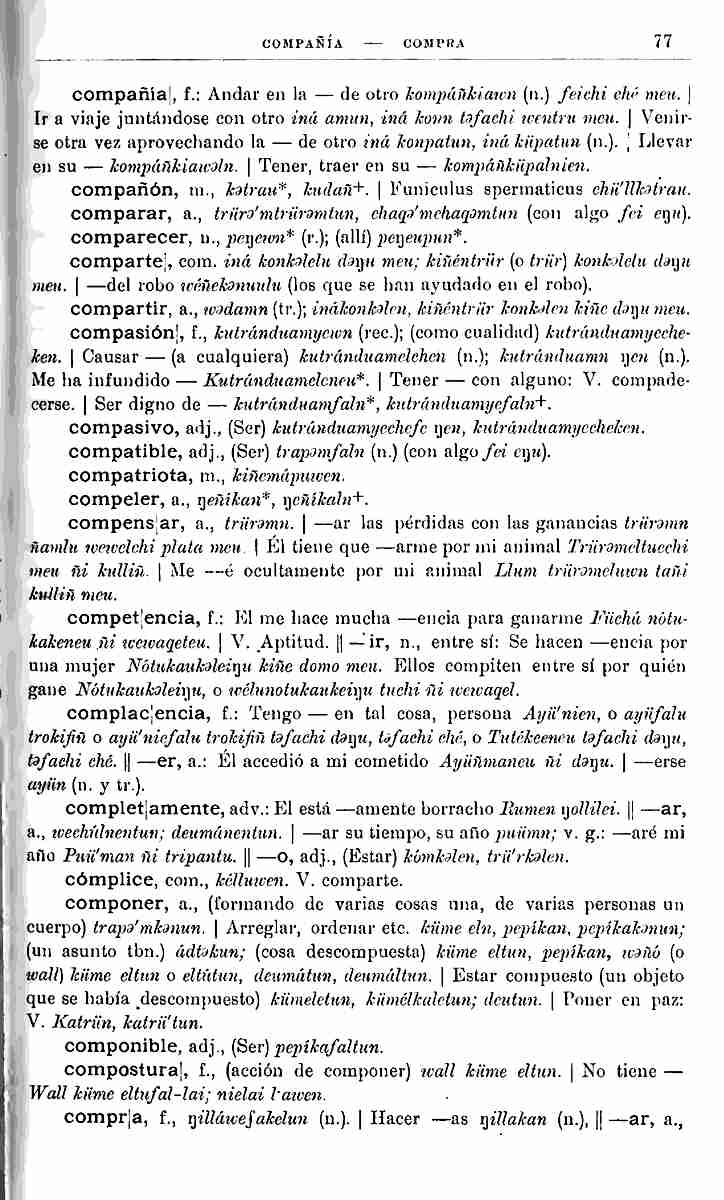 COMPAÑÍA — COMPRA 77
compañía|, f.: Andar en la — de otro kompáñkiawn (n.) feichi ché meu. |
Ir a viaje juntándose con otro iná amun, iná konn təfachi wentru meu. | Venir-
se otra vez aprovechando la — de otro iná konpatun, iná küpatun (n.). | Llevar
en su — kompáñkiawəln. | Tener, traer en su — kompáñküpalnien.
compañón, m., kətrau*, kudañ+. | Funiculus spermaticus chü'llkətrau.
comparar, a., trürə'mtrürəmtun, chaqə'mchaqəmtun (con algo fei eŋu).
comparecer, n., peŋewn* (r.); (allí) peŋeupun*.
comparte|, com. iná konkəlelu dəŋu meu; kiñéntrür (o trür) konkəlelu dəŋu
meu. | —del robo wéñekənuulu (los que se han ayudado en el robo).
compartir, a., wədamn (tr.); inákonkəlen, kiñéntrür konkəlen kiñe dəŋu meu.
compasión|, f., kutránduamyewn (rec.); (como cualidad) kutránduamyeche-
ken. | Causar — (a cualquiera) kutránduamelchen (n.); kutránduamn ŋen (n.).
Me ha infundido — Kutránduameleneu*. | Tener — con alguno: V. compade-
cerse. | Ser digno de — kutránduamfaln*, kutránduamyefaln+.
compasivo, adj., (Ser) kutránduamyechefe ŋen, kutránduamyecheken.
compatible, adj., (Ser) trapəmfaln (n.) (con algo fei eŋu).
compatriota, m., kiñemápuwen.
compeler, a., ŋeñikan*, ŋeñíkaln+.
compens|ar, a., trürəmn. | —ar las pérdidas con las ganancias trürəmn
ñamlu wewelchi plata meu. | Él tiene que —arme por mi animal Trürəmeltuechi
meu ñi kulliñ. | Me —é ocultamente por mi animal Llum trürəmeluwn tañi
kulliñ meu.
compet|encia, f.: El me hace mucha —encia para ganarme Füchá nòtu-
kakeneu ñi wewaqeteu. | V. Aptitud. || —ir, n., entre sí: Se hacen —encia por
una mujer Nótukaukəleiŋu kiñe domo meu. Ellos compiten entre sí por quién
gane Nótukaukəleiŋu, o wélunotukaukeiŋu tuchi ñi wewaqel.
complac|encia, f.: Tengo — en tal cosa, persona Ayü'nien, o ayüfalu
trokifiñ o ayü'niefalu trokifiñ təfachi dəŋu, təfachi ché, o Tutékeeneu təfachi dəŋu,
təfachi ché. || —er, a.: Él accedió a mi cometido Ayüñmaneu ñi dəŋu. | —erse
ayün (n. y tr.).
complet|amente, adv.: El está —amente borracho Rumen ŋollilei. || —ar,
a., wechúlnentun; deumánentun. | —ar su tiempo, su año puümn; v. g.: —aré mi
año Puü'man ñi tripantu. || —o, adj., (Estar) kómkəlen, trü'rkəlen.
cómplice, com., kélluwen. V. comparte.
componer, a., (formando de varias cosas una, de varias personas un
cuerpo) trapə'mkənun. | Arreglar, ordenar etc. küme eln, pepíkan, pepíkakənun;
(un asunto tbn.) ádtəkun; (cosa descompuesta) küme eltun, pepíkan, wəñó (o
wall) küme eltun o eltútun, deumátun, deumáltun. | Estar compuesto (un objeto
que se había descompuesto) kümeletun, kümélkaletun; deutun. | Poner en paz:
V. Katrün, katrü'tun.
componible, adj., (Ser) pepíkafaltun.
compostura|, f., (acción de componer) wall küme eltun. | No tiene —
Wall küme eltufal-lai; nielai l·awen.
compr|a, f., ŋilláwefakelun (n.). | Hacer —as ŋillakan (n.), || —ar, a.,